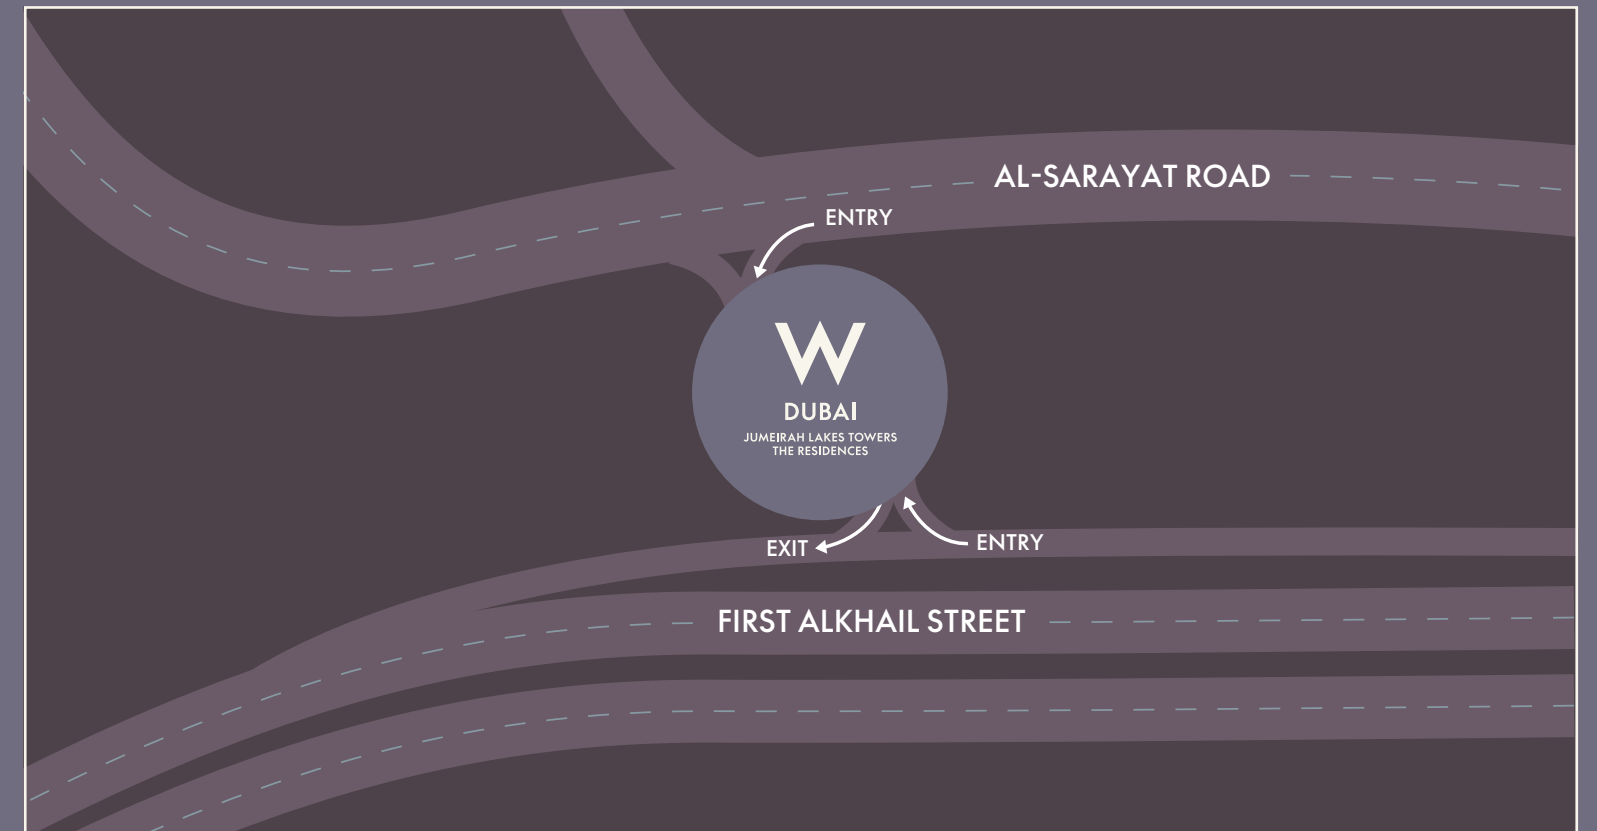 AL-SARAYAT ROAD
ENTRY
W
DUBAI
JUMEIRAH LAKES TOWERS
THE RESIDENCES
EXIT
ENTRY
FIRST ALKHAIL STREET